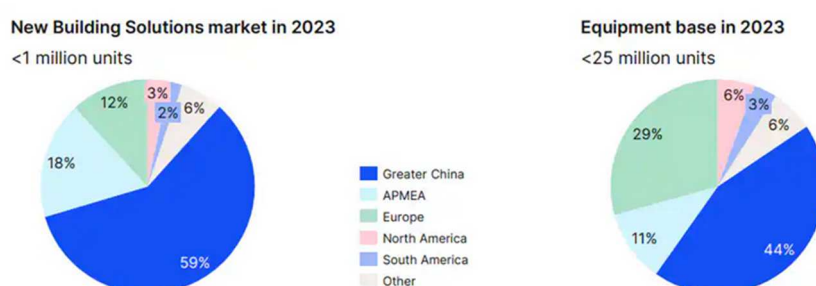 New Building Solutions market in 2023
<1 million units
3%
12%
2%
6%
18%
59%
Greater China
APMEA
Europe
North America
South America
Other
Equipment base in 2023
<25 million units
6%
3%
6%
29%
11%
44%